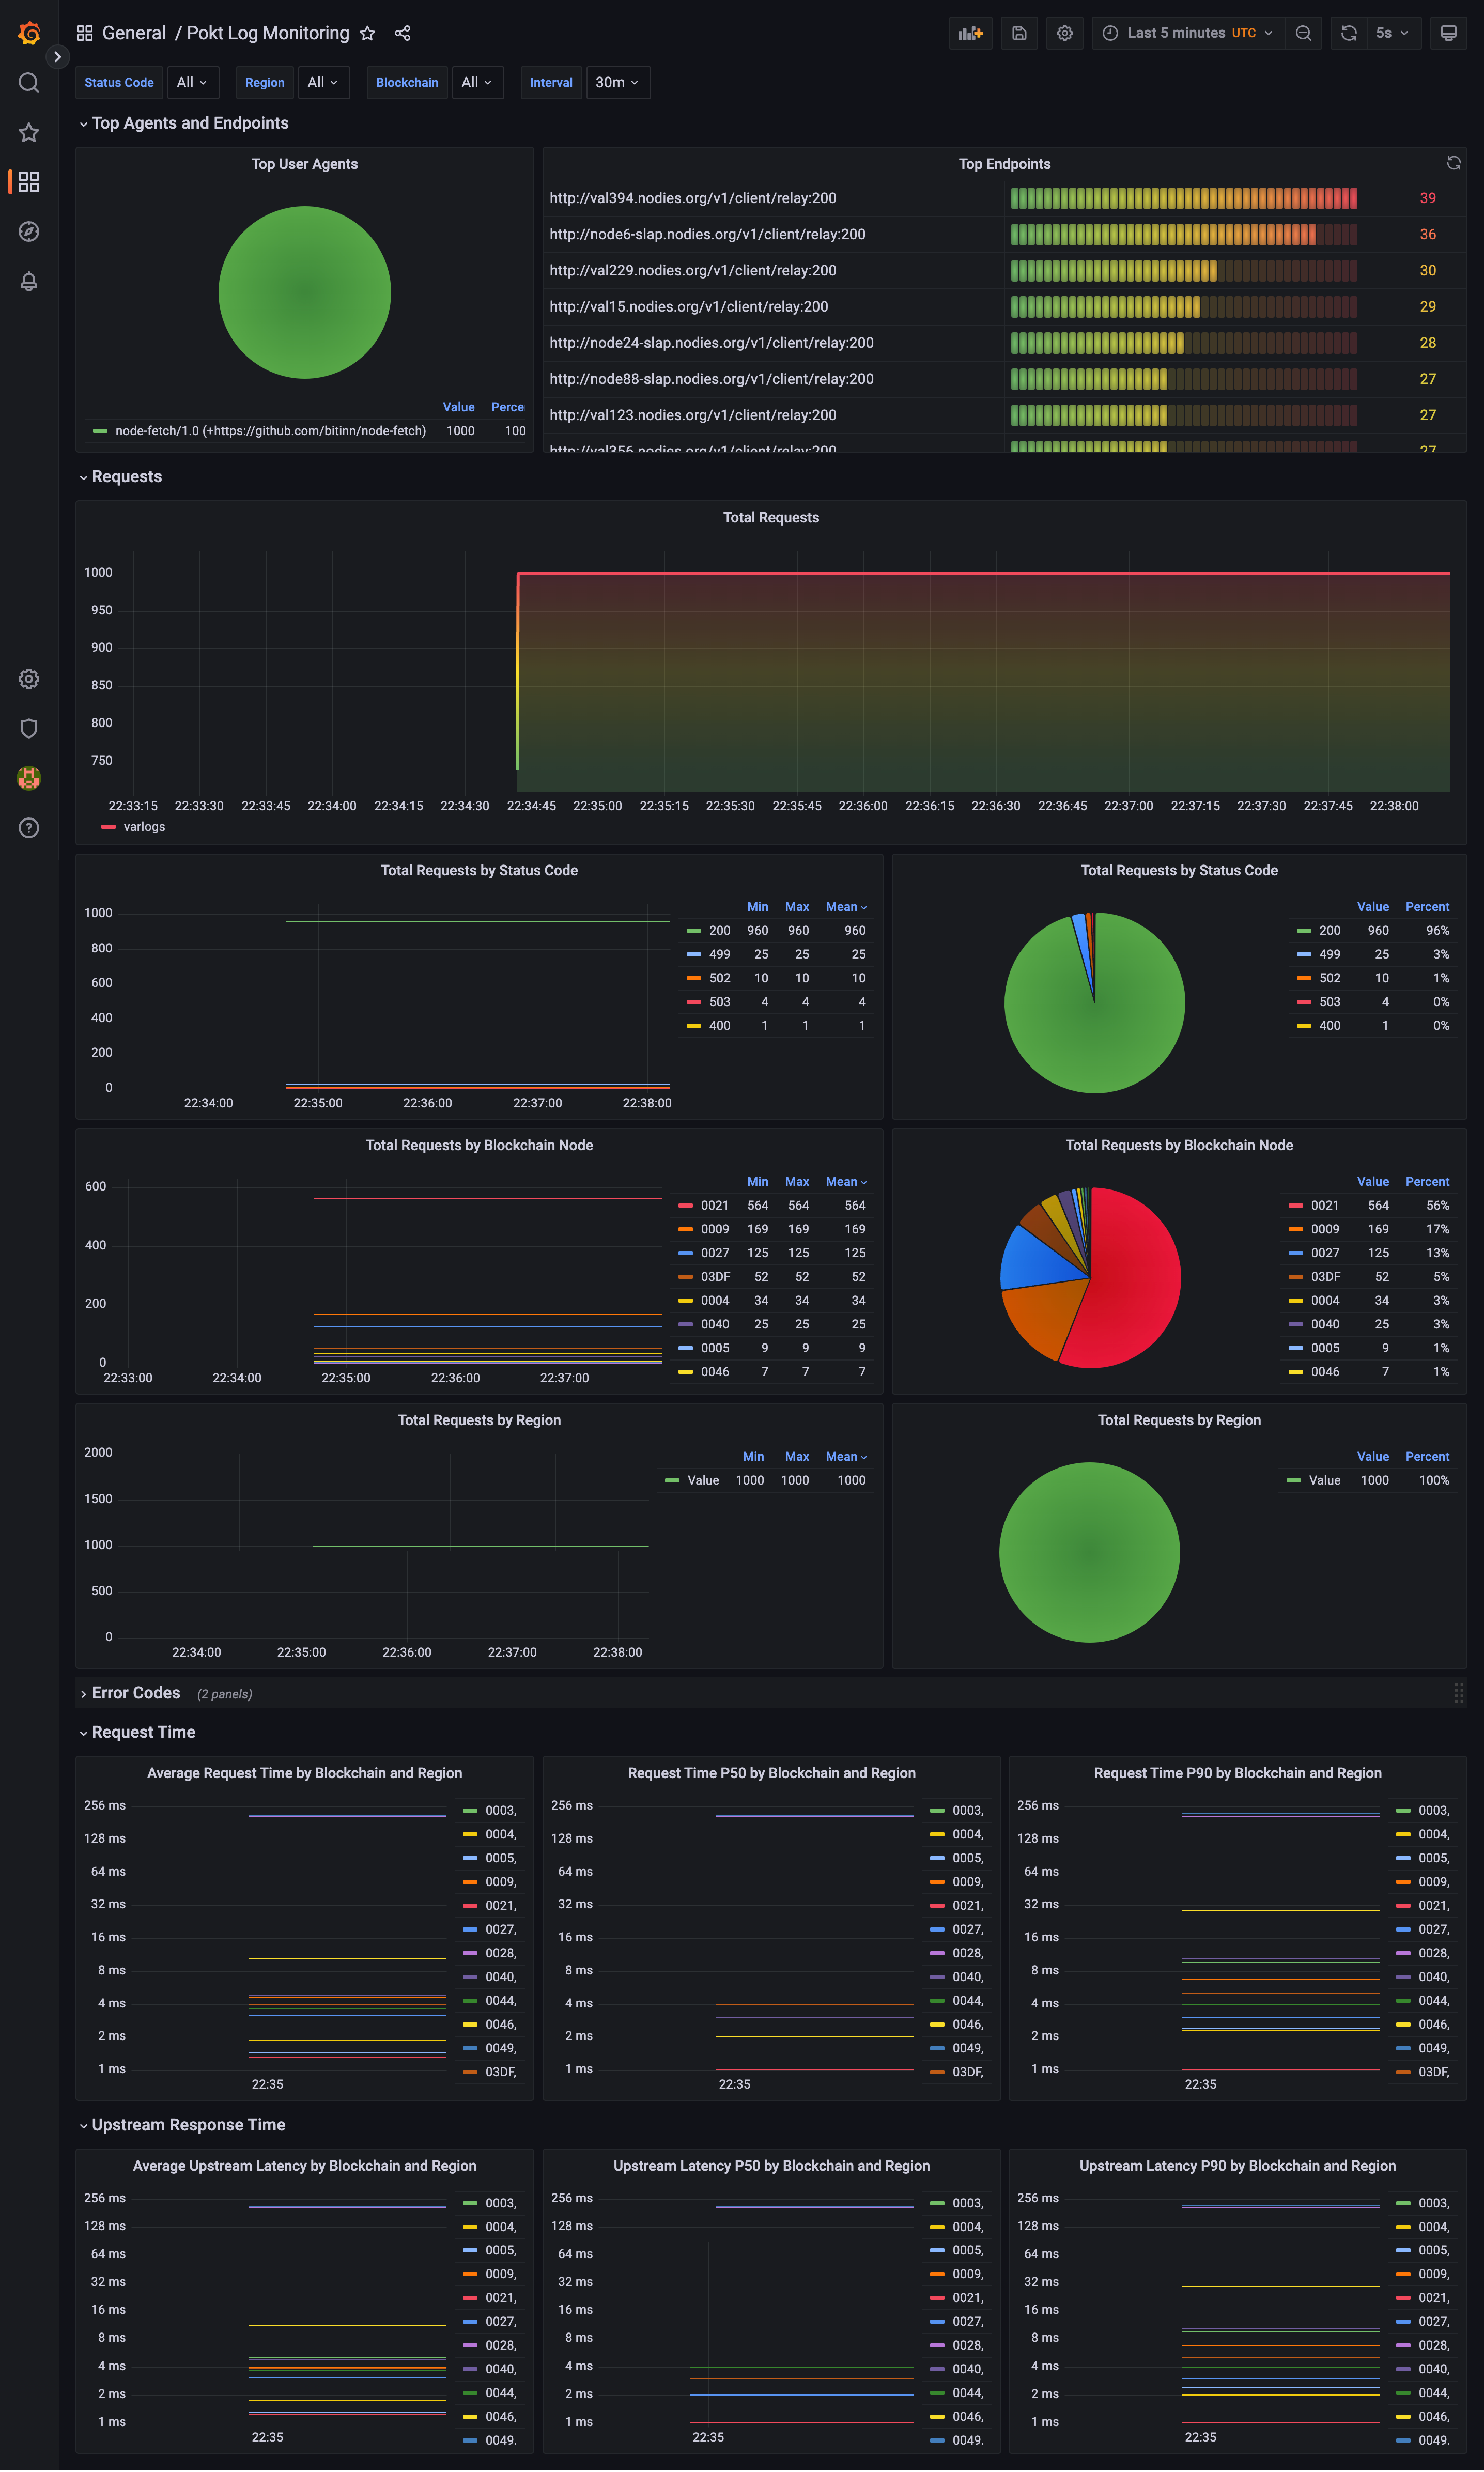 General / Pokt Log Monitoring
Last 5 minutes UTC
5s
Status Code All Region All Blockchain All Interval 30m
Top Agents and Endpoints
Top User Agents
Value Perce
node-fetch/1.0 (+https://github.com/bitinn/node-fetch) 1000 100
Top Endpoints
http://val394.nodies.org/v1/client/relay:200 39
http://node6-slap.nodies.org/v1/client/relay:200 36
http://val229.nodies.org/v1/client/relay:200 30
http://val15.nodies.org/v1/client/relay:200 29
http://node24-slap.nodies.org/v1/client/relay:200 28
http://node88-slap.nodies.org/v1/client/relay:200 27
http://val123.nodies.org/v1/client/relay:200 27
http://val356.nodies.org/v1/client/relay:200 27
Requests
Total Requests
1000
950
900
850
800
750
22:33:15 22:33:30 22:33:45 22:34:00 22:34:15 22:34:30 22:34:45 22:35:00 22:35:15 22:35:30 22:35:45 22:36:00 22:36:15 22:36:30 22:36:45 22:37:00 22:37:15 22:37:30 22:37:45 22:38:00
varlogs
Total Requests by Status Code
1000
800
600
400
200
0
22:34:00 22:35:00 22:36:00 22:37:00 22:38:00
Min Max Mean
200 960 960 960
499 25 25 25
502 10 10 10
503 4 4 4
400 1 1 1
Total Requests by Status Code
Value Percent
200 960 96%
499 25 3%
502 10 1%
503 4 0%
400 1 0%
Total Requests by Blockchain Node
600
400
200
0
22:33:00 22:34:00 22:35:00 22:36:00 22:37:00
Min Max Mean
0021 564 564 564
0009 169 169 169
0027 125 125 125
03DF 52 52 52
0004 34 34 34
0040 25 25 25
0005 9 9 9
0046 7 7 7
Total Requests by Blockchain Node
Value Percent
0021 564 56%
0009 169 17%
0027 125 13%
03DF 52 5%
0004 34 3%
0040 25 3%
0005 9 1%
0046 7 1%
Total Requests by Region
2000
1500
1000
500
0
22:34:00 22:35:00 22:36:00 22:37:00 22:38:00
Min Max Mean
Value 1000 1000 1000
Total Requests by Region
Value Percent
Value 1000 100%
Error Codes (2 panels)
Request Time
Average Request Time by Blockchain and Region
256 ms
128 ms
64 ms
32 ms
16 ms
8 ms
4 ms
2 ms
1 ms
22:35
0003,
0004,
0005,
0009,
0021,
0027,
0028,
0040,
0044,
0046,
0049,
03DF,
Request Time P50 by Blockchain and Region
256 ms
128 ms
64 ms
32 ms
16 ms
8 ms
4 ms
2 ms
1 ms
22:35
0003,
0004,
0005,
0009,
0021,
0027,
0028,
0040,
0044,
0046,
0049,
03DF,
Request Time P90 by Blockchain and Region
256 ms
128 ms
64 ms
32 ms
16 ms
8 ms
4 ms
2 ms
1 ms
22:35
0003,
0004,
0005,
0009,
0021,
0027,
0028,
0040,
0044,
0046,
0049,
03DF,
Upstream Response Time
Average Upstream Latency by Blockchain and Region
256 ms
128 ms
64 ms
32 ms
16 ms
8 ms
4 ms
2 ms
1 ms
22:35
0003,
0004,
0005,
0009,
0021,
0027,
0028,
0040,
0044,
0046,
0049.
Upstream Latency P50 by Blockchain and Region
256 ms
128 ms
64 ms
32 ms
16 ms
8 ms
4 ms
2 ms
1 ms
22:35
0003,
0004,
0005,
0009,
0021,
0027,
0028,
0040,
0044,
0046,
0049.
Upstream Latency P90 by Blockchain and Region
256 ms
128 ms
64 ms
32 ms
16 ms
8 ms
4 ms
2 ms
1 ms
22:35
0003,
0004,
0005,
0009,
0021,
0027,
0028,
0040,
0044,
0046,
0049.